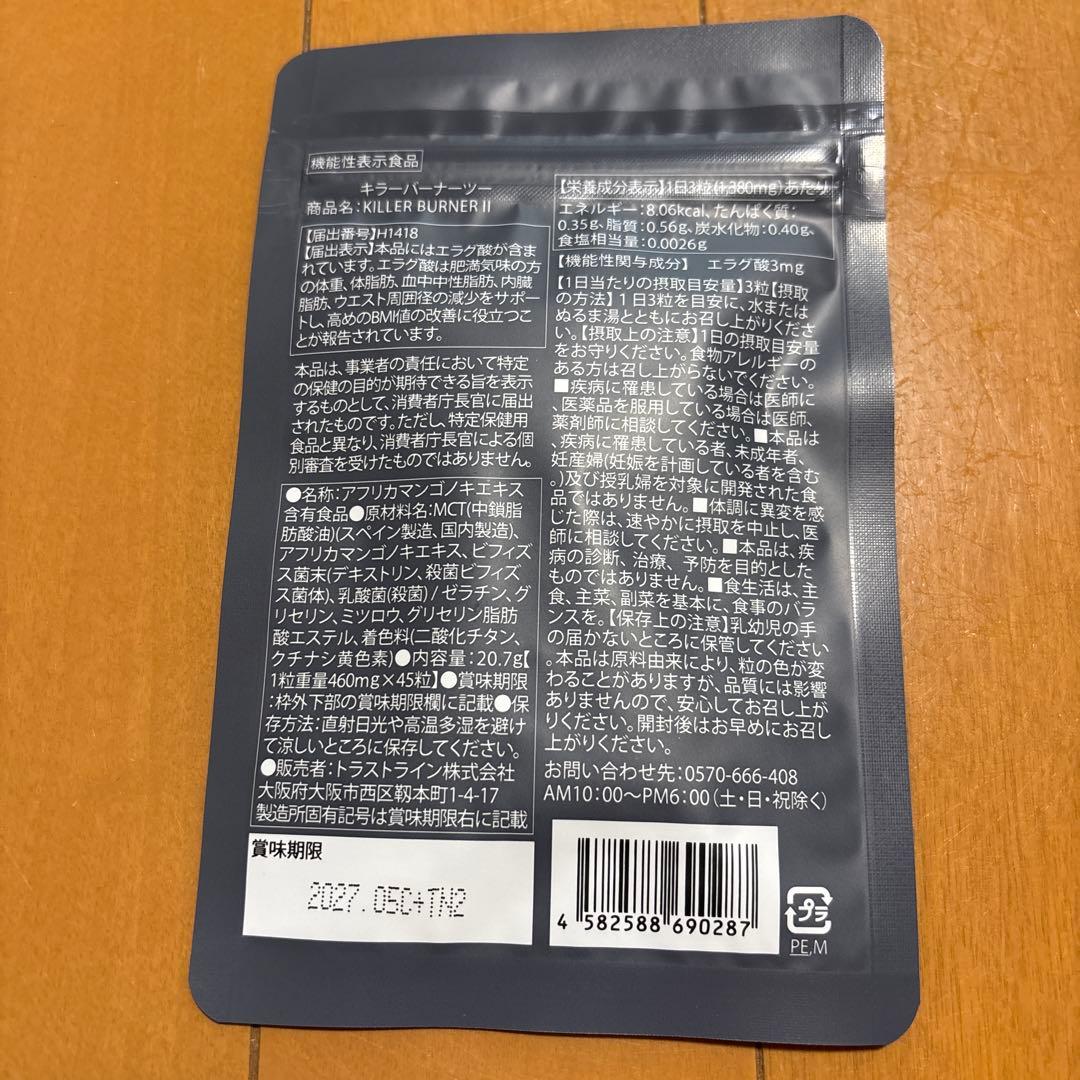 機能性表示食品
キラーバーナーツー
商品名：KILLER BURNER II
【届出番号】H1418
【届出表示】本品にはエラグ酸が含ま
れています。エラグ酸は肥満気味の方
の体重、体脂肪、血中中性脂肪、内臓
脂肪、ウエスト周囲径の減少をサポー
トし、高めのBMI値の改善に役立つこ
とが報告されています。
本品は、事業者の責任において特定
の保健の目的が期待できる旨を表示
するものとして、消費者庁長官に届出
されたものです。ただし、特定保健用
食品と異なり、消費者庁長官による個
別審査を受けたものではありません。
●名称：アフリカマンゴノキエキス
含有食品●原材料名：MCT(中鎖脂
肪酸油)(スペイン製造、国内製造)、
アフリカマンゴノキエキス、ビフィズ
ス菌末(デキストリン、殺菌ビフィズ
ス菌体)、乳酸菌(殺菌) / ゼラチン、グ
リセリン、ミツロウ、グリセリン脂肪
酸エステル、着色料(二酸化チタン、
クチナシ黄色素)●内容量：20.7g【
1粒重量460mg×45粒】●賞味期限
：枠外下部の賞味期限欄に記載●保
存方法：直射日光や高温多湿を避け
て涼しいところに保存してください。
●販売者：トラストライン株式会社
大阪府大阪市西区靱本町1-4-17
製造所固有記号は賞味期限右に記載
賞味期限
2027.05C+TN2
【栄養成分表示】1日3粒(1,380mg)あたり
エネルギー：8.06kcal、たんぱく質：
0.35g、脂質：0.56g、炭水化物：0.40g、
食塩相当量：0.0026g
【機能性関与成分】 エラグ酸3mg
【1日当たりの摂取目安量】3粒【摂取
の方法】1日3粒を目安に、水または
ぬるま湯とともにお召し上がりくださ
い。【摂取上の注意】1日の摂取目安量
をお守りください。食物アレルギーの
ある方は召し上がらないでください。
■疾病に罹患している場合は医師に
、医薬品を服用している場合は医師、
薬剤師に相談してください。■本品は
、疾病に罹患している者、未成年者、
妊産婦(妊娠を計画している者を含む
。)及び授乳婦を対象に開発された食
品ではありません。■体調に異変を感
じた際は、速やかに摂取を中止し、医
師に相談してください。■本品は、疾
病の診断、治療、予防を目的とした
ものではありません。■食生活は、主
食、主菜、副菜を基本に、食事のバラ
ンスを。【保存上の注意】乳幼児の手
の届かないところに保管してください
。本品は原料由来により、粒の色が変
わることがありますが、品質には影響
ありませんので、安心してお召し上が
りください。開封後はお早めにお召し
上がりください。
お問い合わせ先：0570-666-408
AM10：00～PM6：00（土・日・祝除く）
4 582588 690287
プラ
PE,M